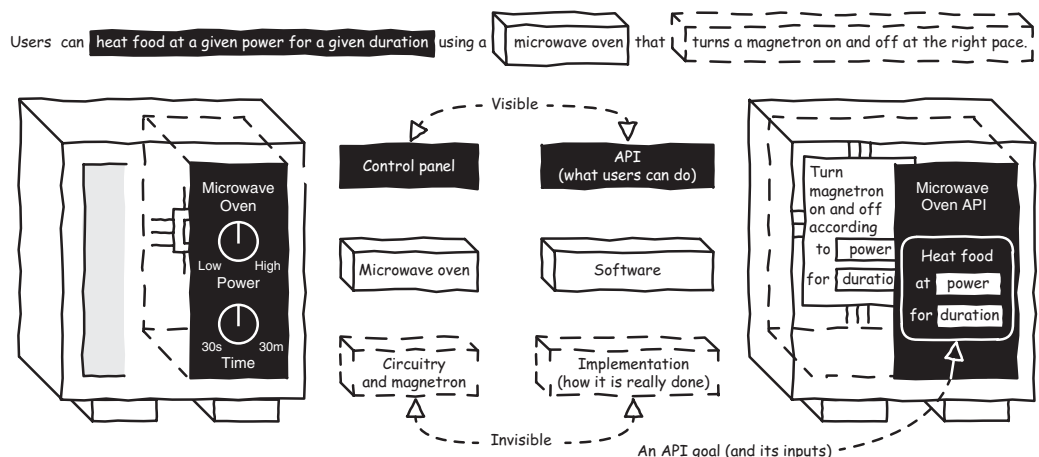 Users can heat food at a given power for a given duration using a microwave oven that turns a magnetron on and off at the right pace.
Visible
Microwave
Oven
Low High
Power
30s 30m
Time
Control panel
API
(what users can do)
Microwave oven
Software
Circuitry
and magnetron
Implementation
(how it is really done)
Invisible
Turn
magnetron
on and off
according
to power
for duratio
Microwave
Oven API
Heat food
at power
for duration
An API goal (and its inputs)